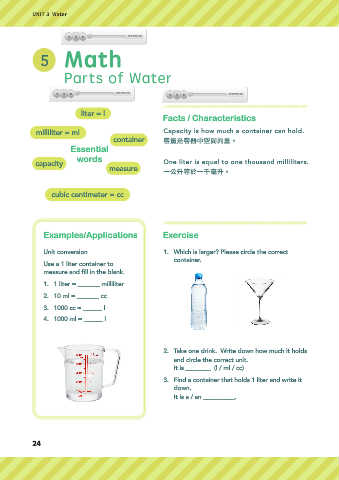 UNIT 3 Water
5
Math
Parts of Water
liter = l
milliliter = ml
container
Essential
words
capacity
measure
cubic centimeter = cc
Facts / Characteristics
Capacity is how much a container can hold.
容量是容器中空間的量。
One liter is equal to one thousand milliliters.
一公升等於一千毫升。
Examples/Applications
Unit conversion
Use a 1 liter container to
measure and fill in the blank.
1. 1 liter = _______ milliliter
2. 10 ml = _______ cc
3. 1000 cc = ______ l
4. 1000 ml = ______ l
Exercise
1. Which is larger? Please circle the correct
container.
2. Take one drink. Write down how much it holds
and circle the correct unit.
It is ________ (l / ml / cc)
3. Find a container that holds 1 liter and write it
down.
It is a / an __________.
24